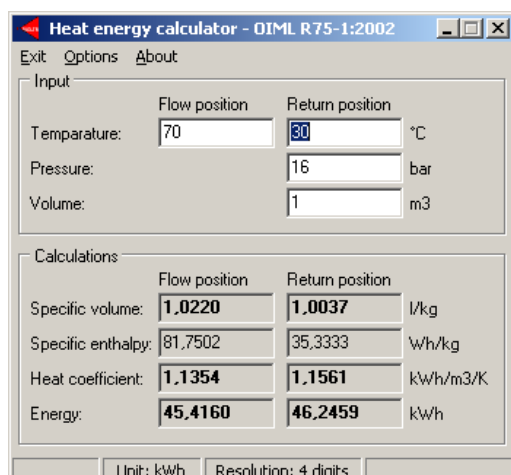 Heat energy calculator - OIML R75-1:2002
Exit Options About
Input
Flow position Return position
Temparature: 70 30 °C
Pressure: 16 bar
Volume: 1 m3
Calculations
Flow position Return position
Specific volume: 1,0220 1,0037 l/kg
Specific enthalpy: 81,7502 35,3333 Wh/kg
Heat coefficient: 1,1354 1,1561 kWh/m3/K
Energy: 45,4160 46,2459 kWh
Unit: kWh Resolution: 4 digits